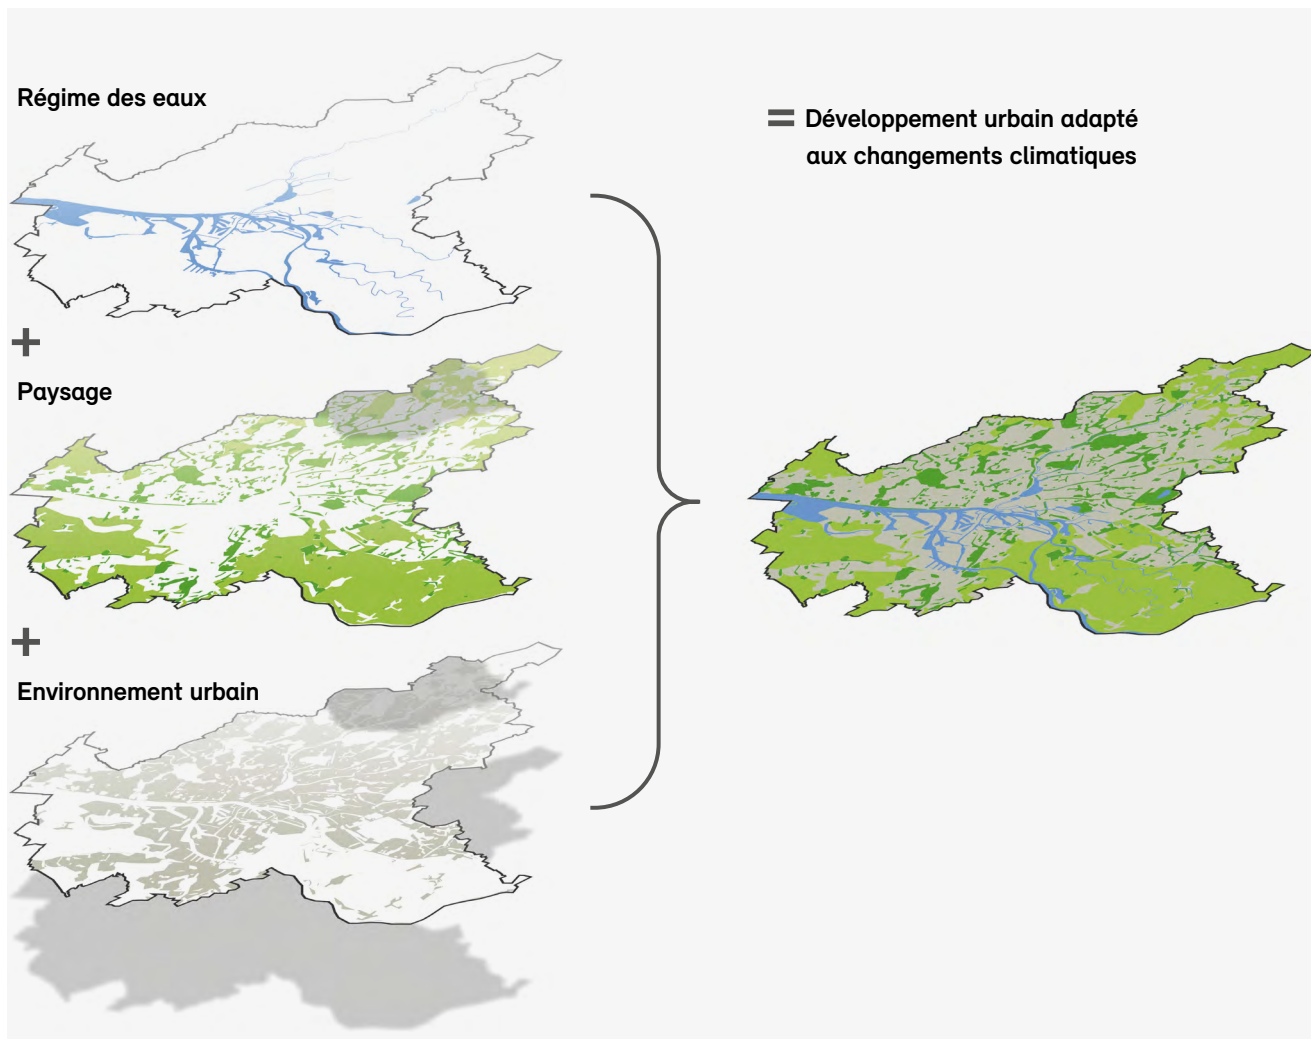 Régime des eaux
+
Paysage
+
Environnement urbain
= Développement urbain adapté
aux changements climatiques